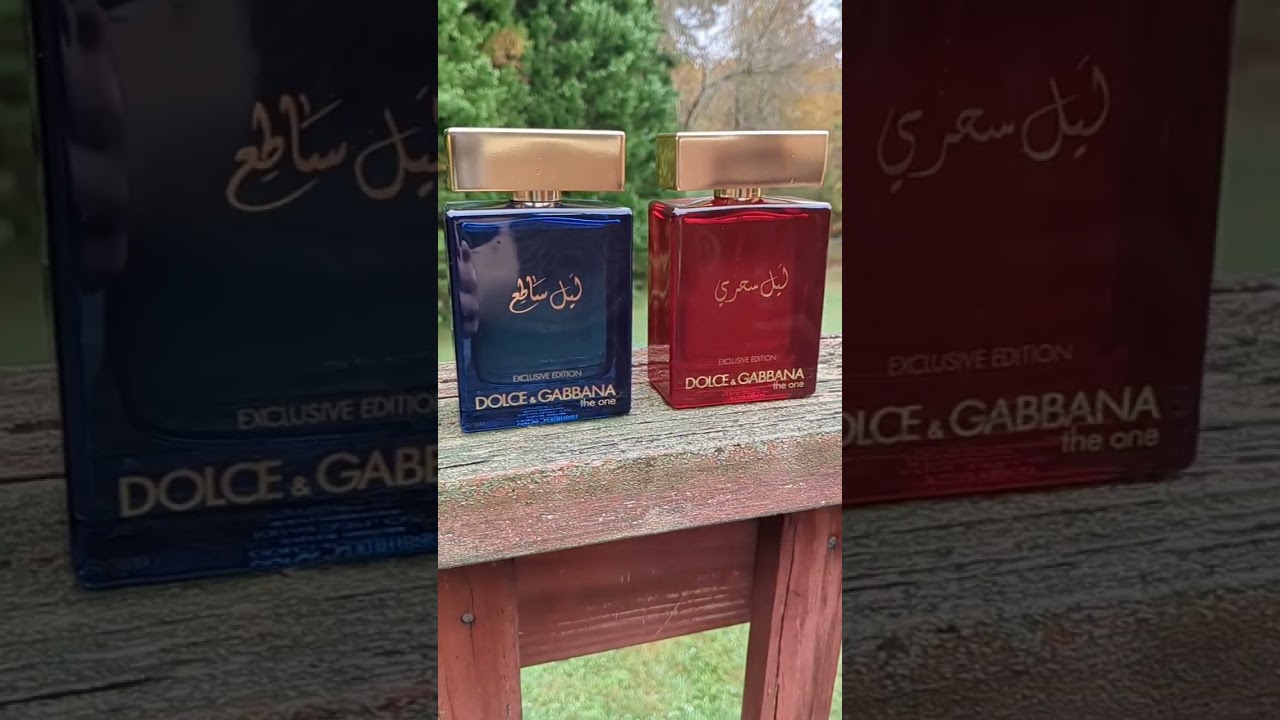 ليل ساطع
EXCLUSIVE EDITION
DOLCE & GABBANA
the one
ليل سحري
EXCLUSIVE EDITION
DOLCE & GABBANA
the one